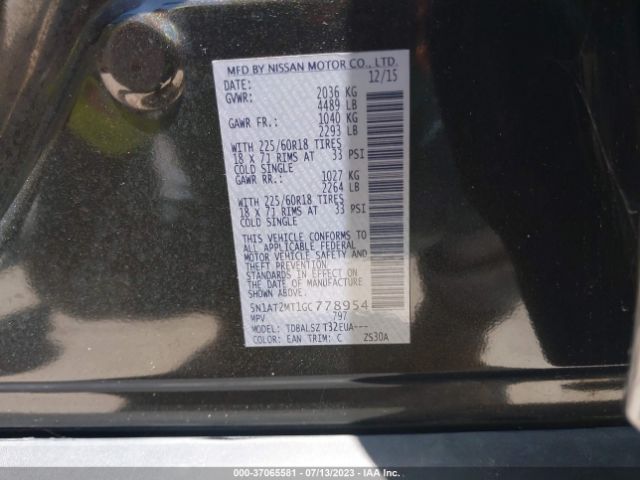 MFD BY NISSAN MOTOR CO., LTD.
DATE: 12/15
GVWR: 2036 KG
4489 LB
GAWR FR.: 1040 KG
2293 LB
WITH 225/60R18 TIRES
18 X 7J RIMS AT 33 PSI
COLD SINGLE
GAWR RR.: 1027 KG
2264 LB
WITH 225/60R18 TIRES
18 X 7J RIMS AT 33 PSI
COLD SINGLE
THIS VEHICLE CONFORMS TO
ALL APPLICABLE FEDERAL
MOTOR VEHICLE SAFETY AND
THEFT PREVENTION
STANDARDS IN EFFECT ON
THE DATE OF MANUFACTURE
SHOWN ABOVE.
5N1AT2MT1GC778954
MPV 797
MODEL: TDBALSZ T32EUA---
COLOR: EAN TRIM: C ZS30A
000-37065581 - 07/13/2023 - IAA Inc.